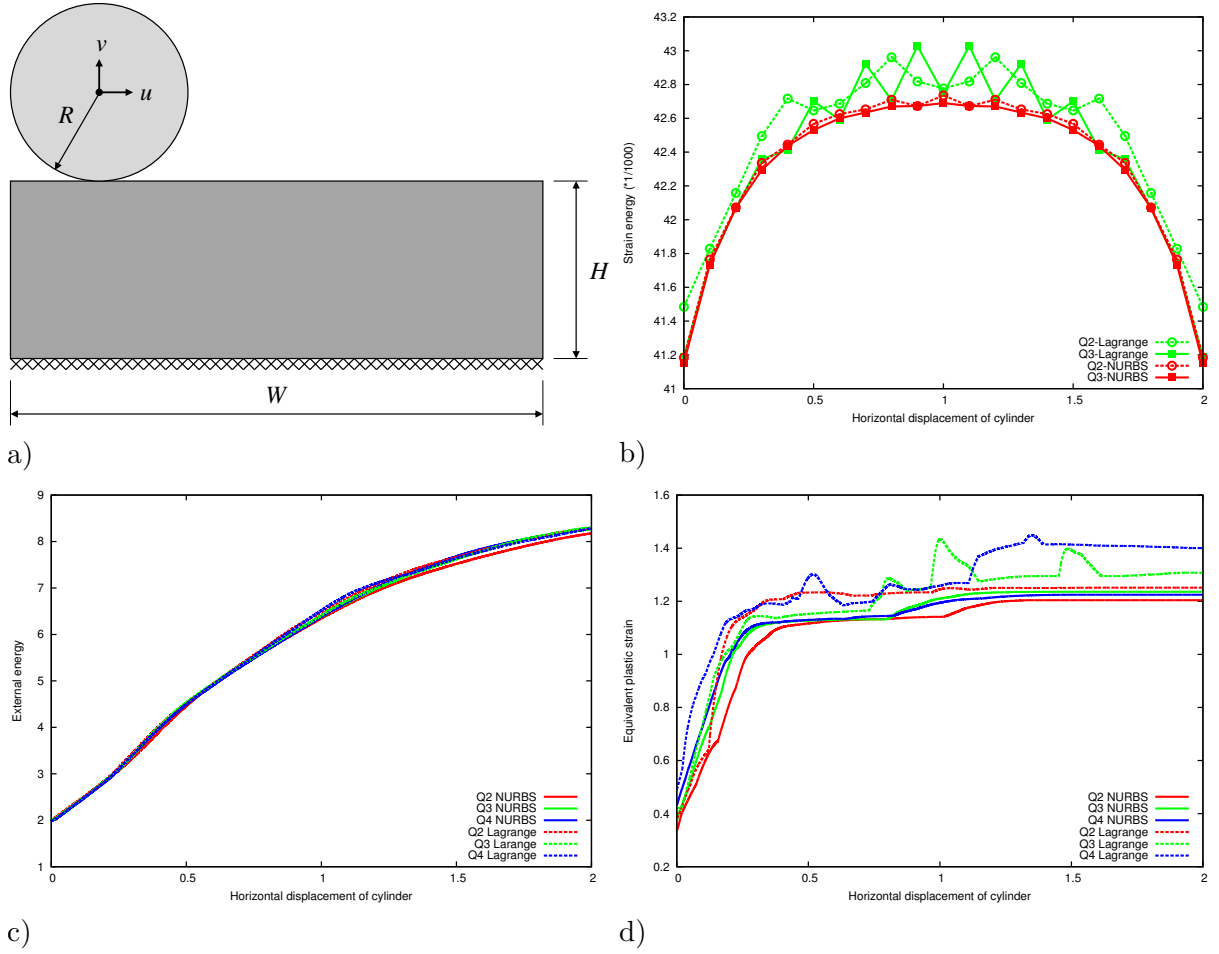 v
u
R
H
W
a)
43.2
43
42.8
42.6
42.4
42.2
42
41.8
41.6
41.4
41.2
41
0
0.5
1
1.5
2
Strain energy (*1/1000)
Horizontal displacement of cylinder
Q2-Lagrange
Q3-Lagrange
Q2-NURBS
Q3-NURBS
b)
9
8
7
6
5
4
3
2
1
0
0.5
1
1.5
2
External energy
Horizontal displacement of cylinder
Q2 NURBS
Q3 NURBS
Q4 NURBS
Q2 Lagrange
Q3 Larange
Q4 Lagrange
c)
1.6
1.4
1.2
1
0.8
0.6
0.4
0.2
0
0.5
1
1.5
2
Equivalent plastic strain
Horizontal displacement of cylinder
Q2 NURBS
Q3 NURBS
Q4 NURBS
Q2 Lagrange
Q3 Lagrange
Q4 Lagrange
d)